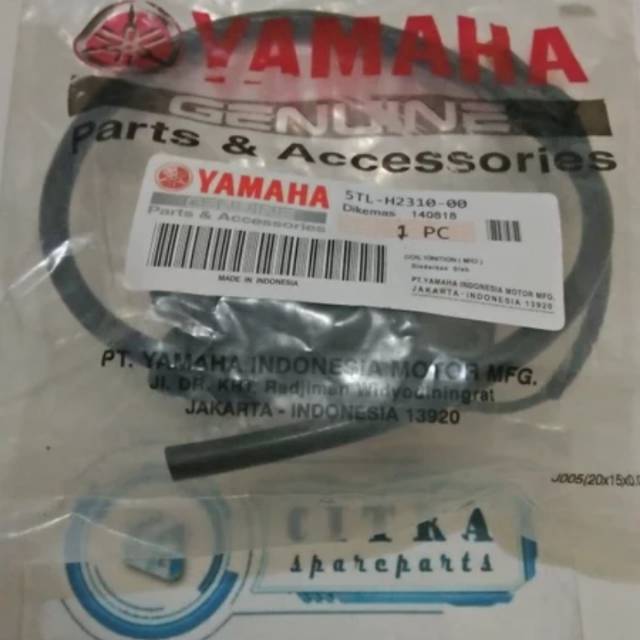 YAMAHA
GENUINE
Parts & Accessories
YAMAHA
GENUINE
Parts & Accessories
5TL-H2310-00
Dikemas 140818
1 PC
(COIL IGNITION ( MFG )
MADE IN INDONESIA
PT.YAMAHA INDONESIA MOTOR MFG.
JAKARTA-INDONESIA 13920
PT. YAMAHA INDONESIA MOTOR MFG.
Jl. DR. KRT. Radjiman Widyodiningrat
JAKARTA - INDONESIA 13920
CITRA
spareparts